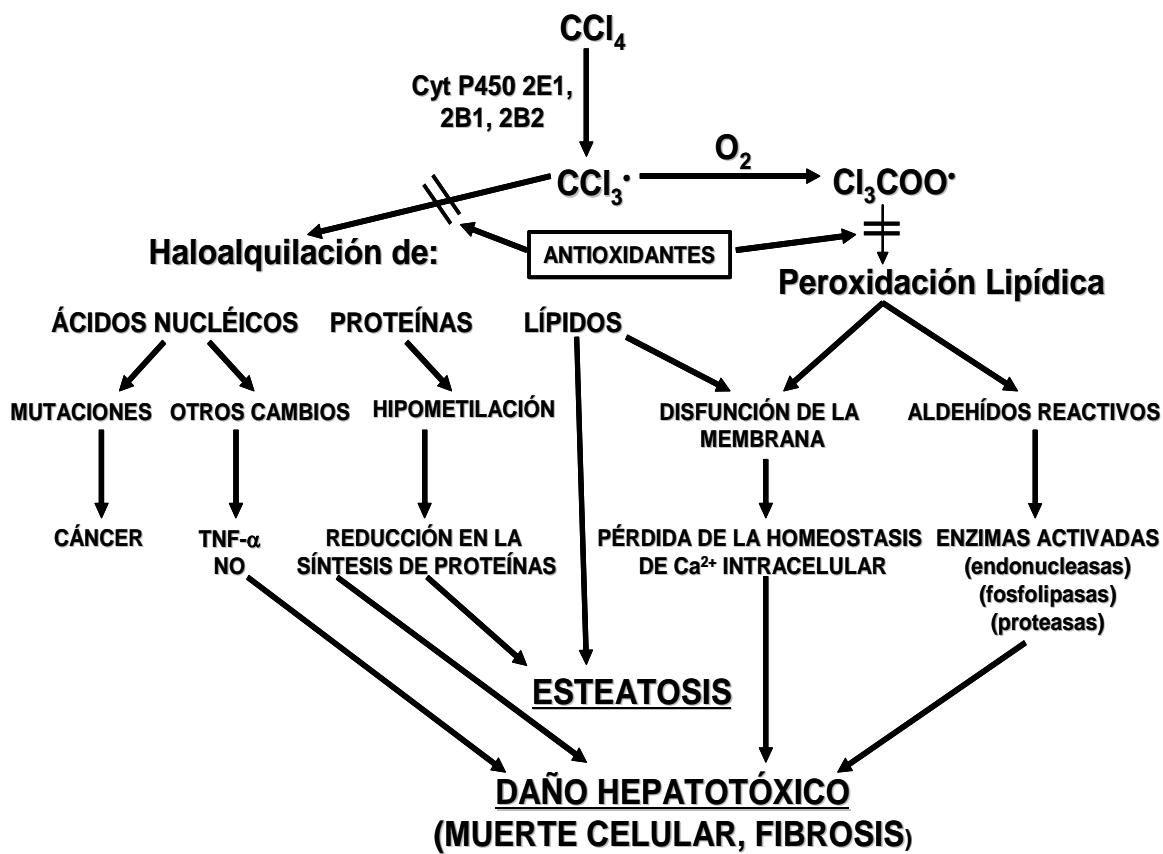 CCl₄
Cyt P450 2E1,
2B1, 2B2
O₂
CCl₃•
Cl₃COO•
Haloalquilación de:
ANTIOXIDANTES
Peroxidación Lipídica
ÁCIDOS NUCLÉICOS
PROTEÍNAS
LÍPIDOS
MUTACIONES
OTROS CAMBIOS
HIPOMETILACIÓN
DISFUNCIÓN DE LA
MEMBRANA
ALDEHÍDOS REACTIVOS
CÁNCER
TNF-α
NO
REDUCCIÓN EN LA
SÍNTESIS DE PROTEÍNAS
PÉRDIDA DE LA HOMEOSTASIS
DE Ca²⁺ INTRACELULAR
ENZIMAS ACTIVADAS
(endonucleasas)
(fosfolipasas)
(proteasas)
ESTEATOSIS
DAÑO HEPATOTÓXICO
(MUERTE CELULAR, FIBROSIS)